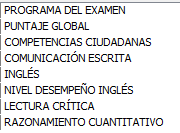 PROGRAMA DEL EXAMEN
PUNTAJE GLOBAL
COMPETENCIAS CIUDADANAS
COMUNICACIÓN ESCRITA
INGLÉS
NIVEL DESEMPEÑO INGLÉS
LECTURA CRÍTICA
RAZONAMIENTO CUANTITATIVO